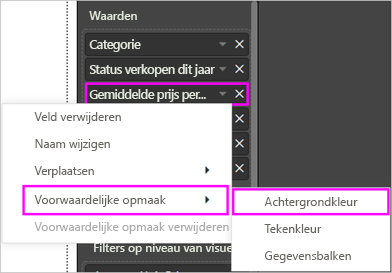 Waarden
Categorie
Status verkopen dit jaar
Gemiddelde prijs per...
Veld verwijderen
Naam wijzigen
Verplaatsen
Voorwaardelijke opmaak
Achtergrondkleur
Voorwaardelijke opmaak verwijderen
Tekenkleur
Filters op niveau van visue
Gegevensbalken